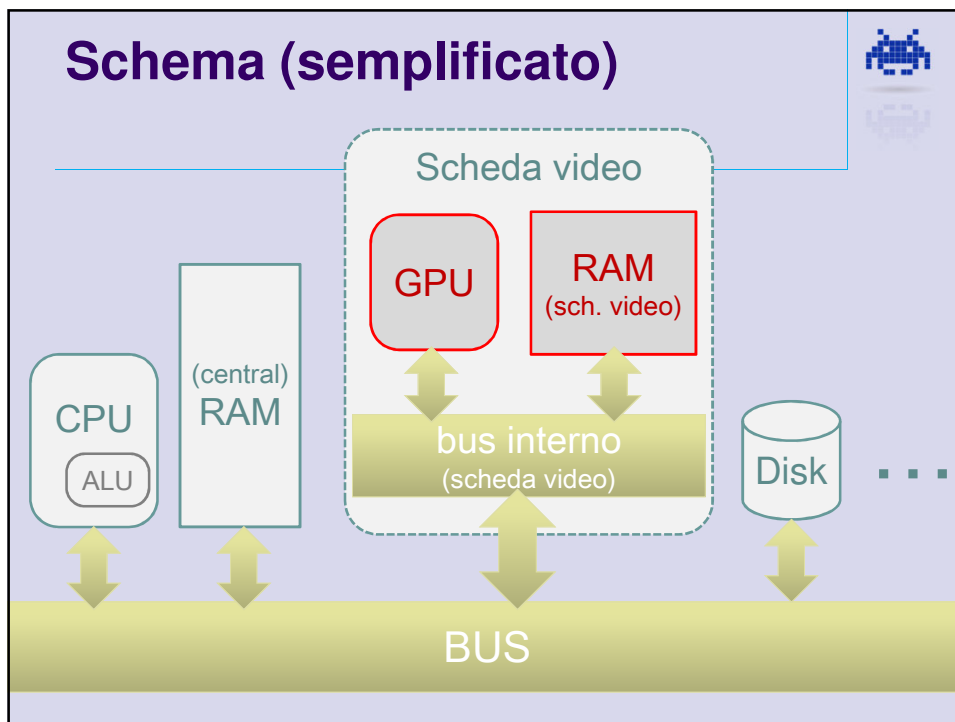 Schema (semplificato)
Scheda video
GPU
RAM
(sch. video)
(central)
RAM
CPU
ALU
bus interno
(scheda video)
Disk
...
BUS